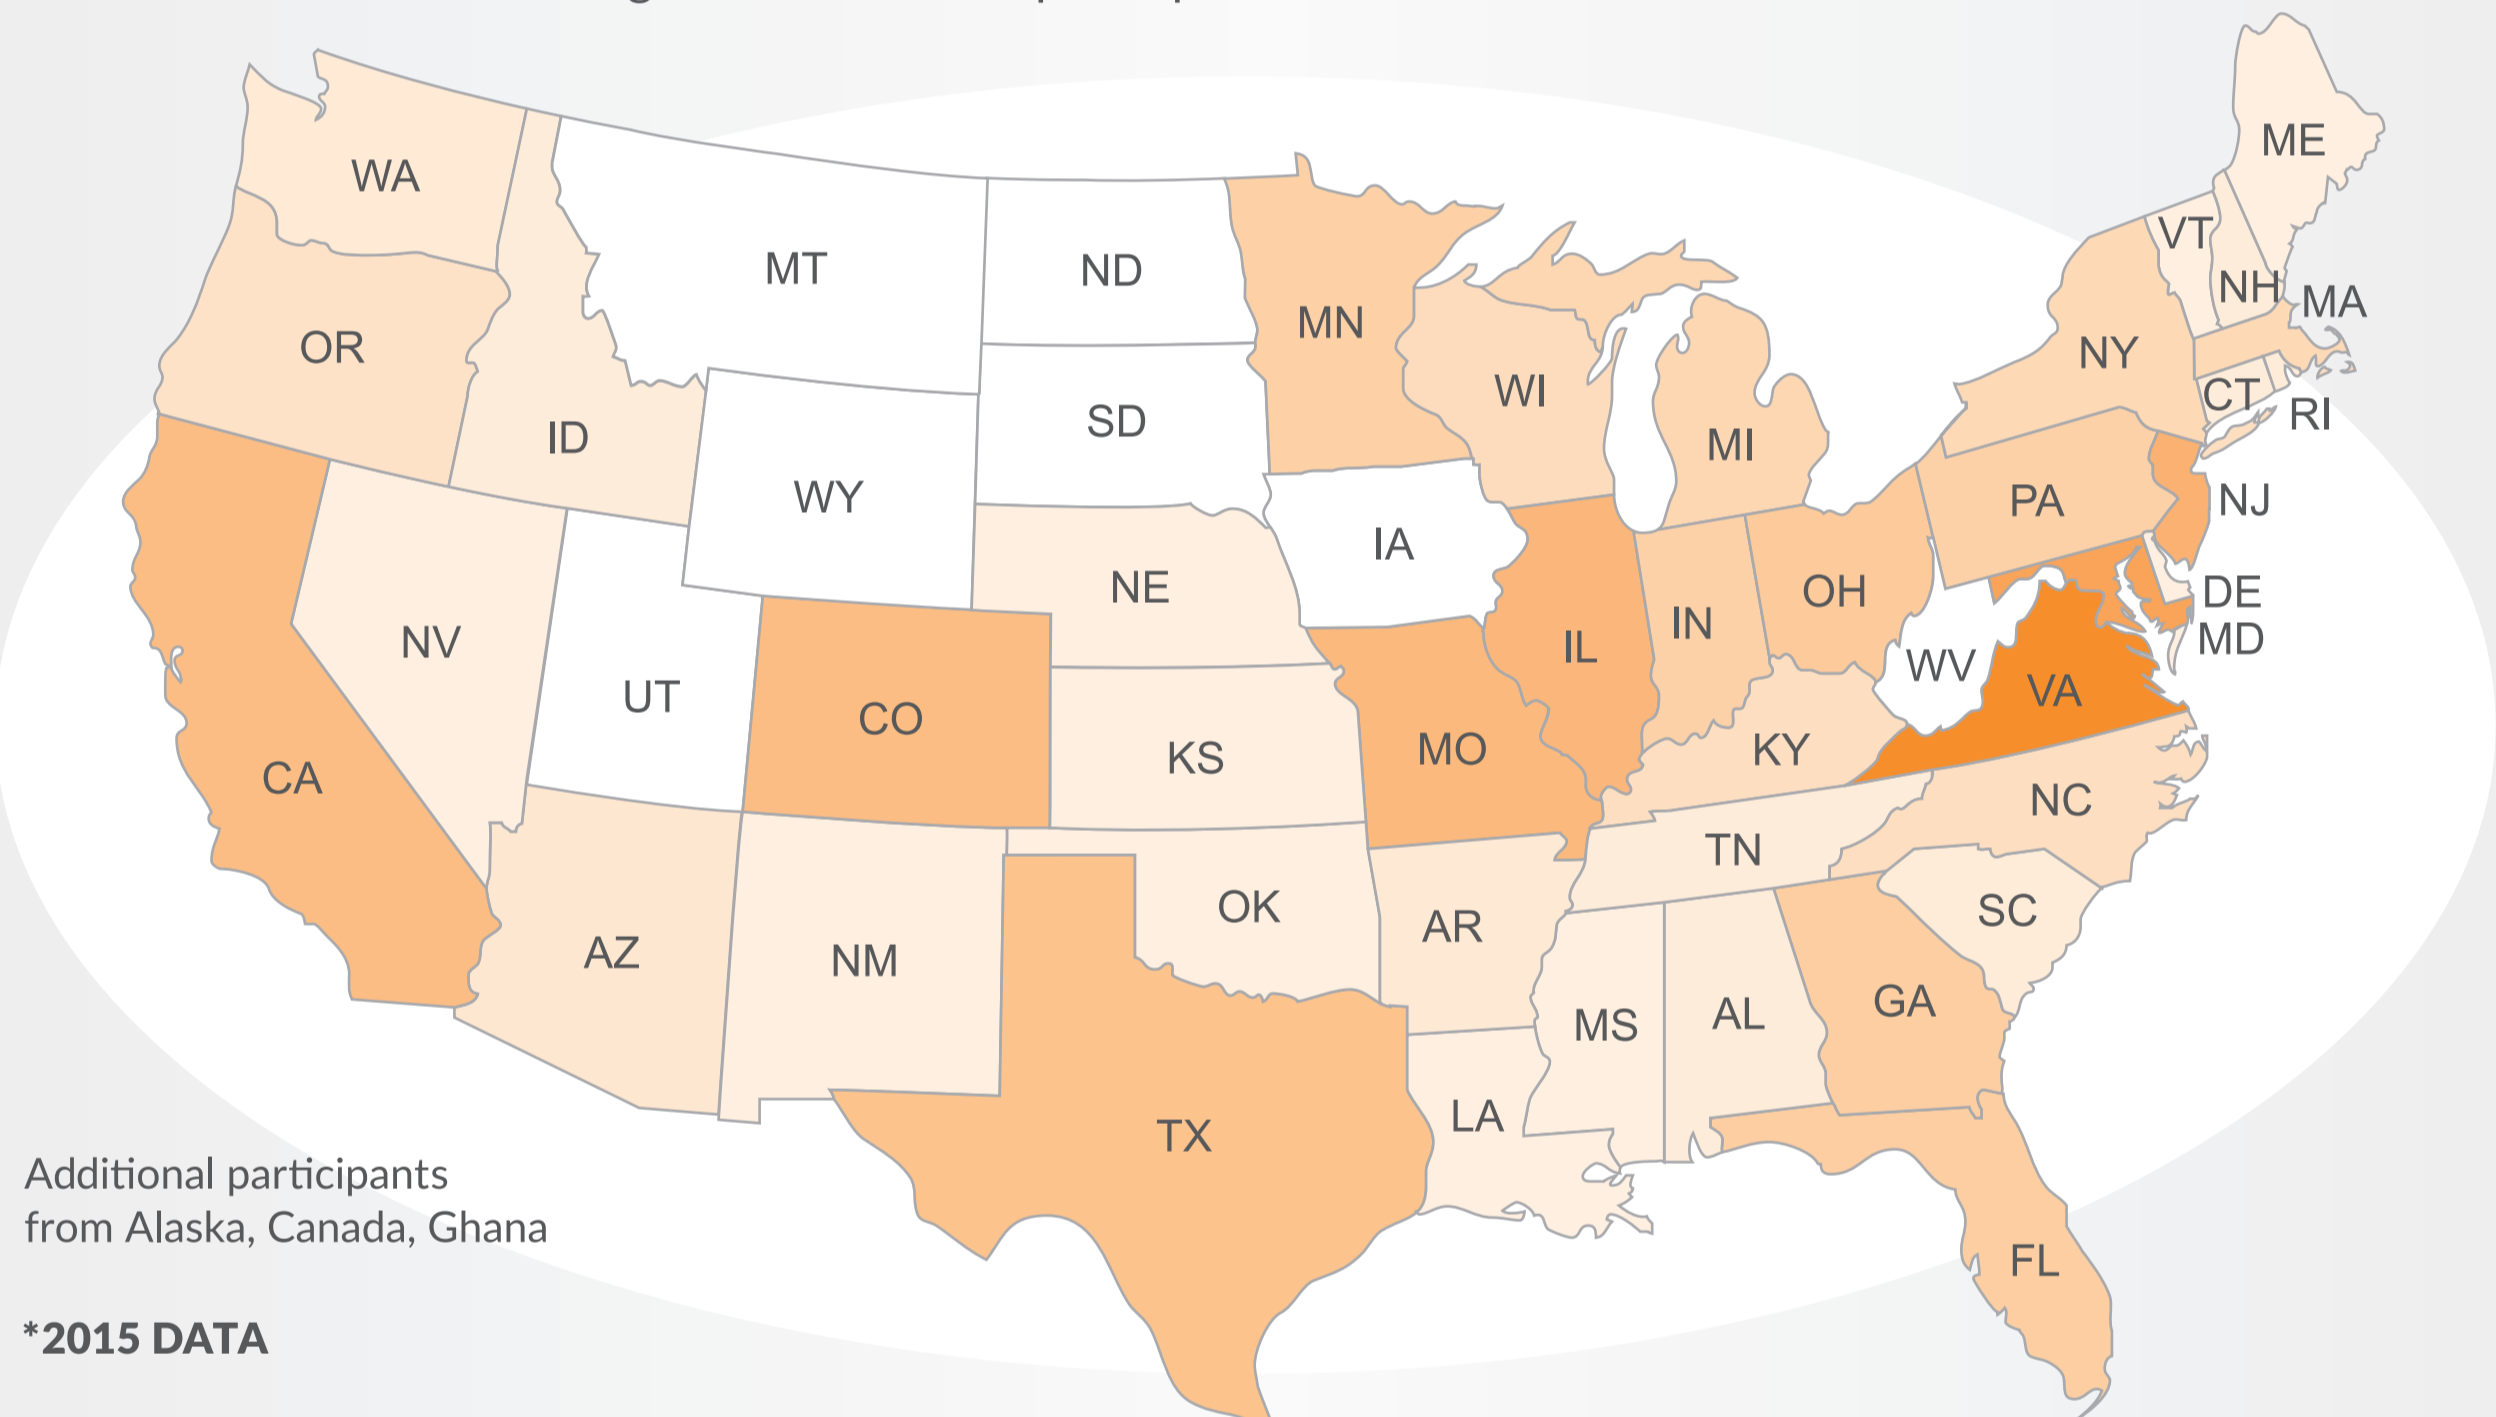 ME
WA
VT
MT
ND
NH
MA
MN
OR
NY
WI
CT
RI
SD
ID
MI
WY
PA
NJ
IA
NE
OH
DE
IN
MD
NV
IL
WV
UT
VA
CO
KS
MO
KY
CA
NC
TN
OK
SC
AR
AZ
NM
GA
MS
AL
LA
TX
FL
Additional participants
from Alaska, Canada, Ghana
*2015 DATA